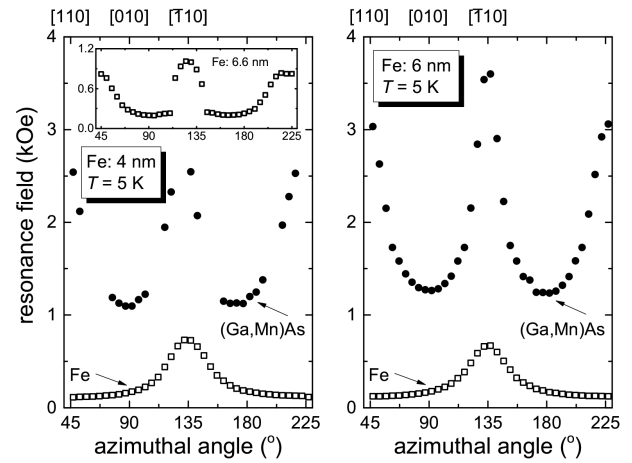 [110] [010] [1̅10]
4
3
2
1
0
resonance field (kOe)
1.2
0.6
0.0
Fe: 6.6 nm
45 90 135 180 225
Fe: 4 nm
T = 5 K
(Ga,Mn)As
Fe
45 90 135 180 225
azimuthal angle (°)
[110] [010] [1̅10]
4
3
2
1
0
Fe: 6 nm
T = 5 K
(Ga,Mn)As
Fe
45 90 135 180 225
azimuthal angle (°)